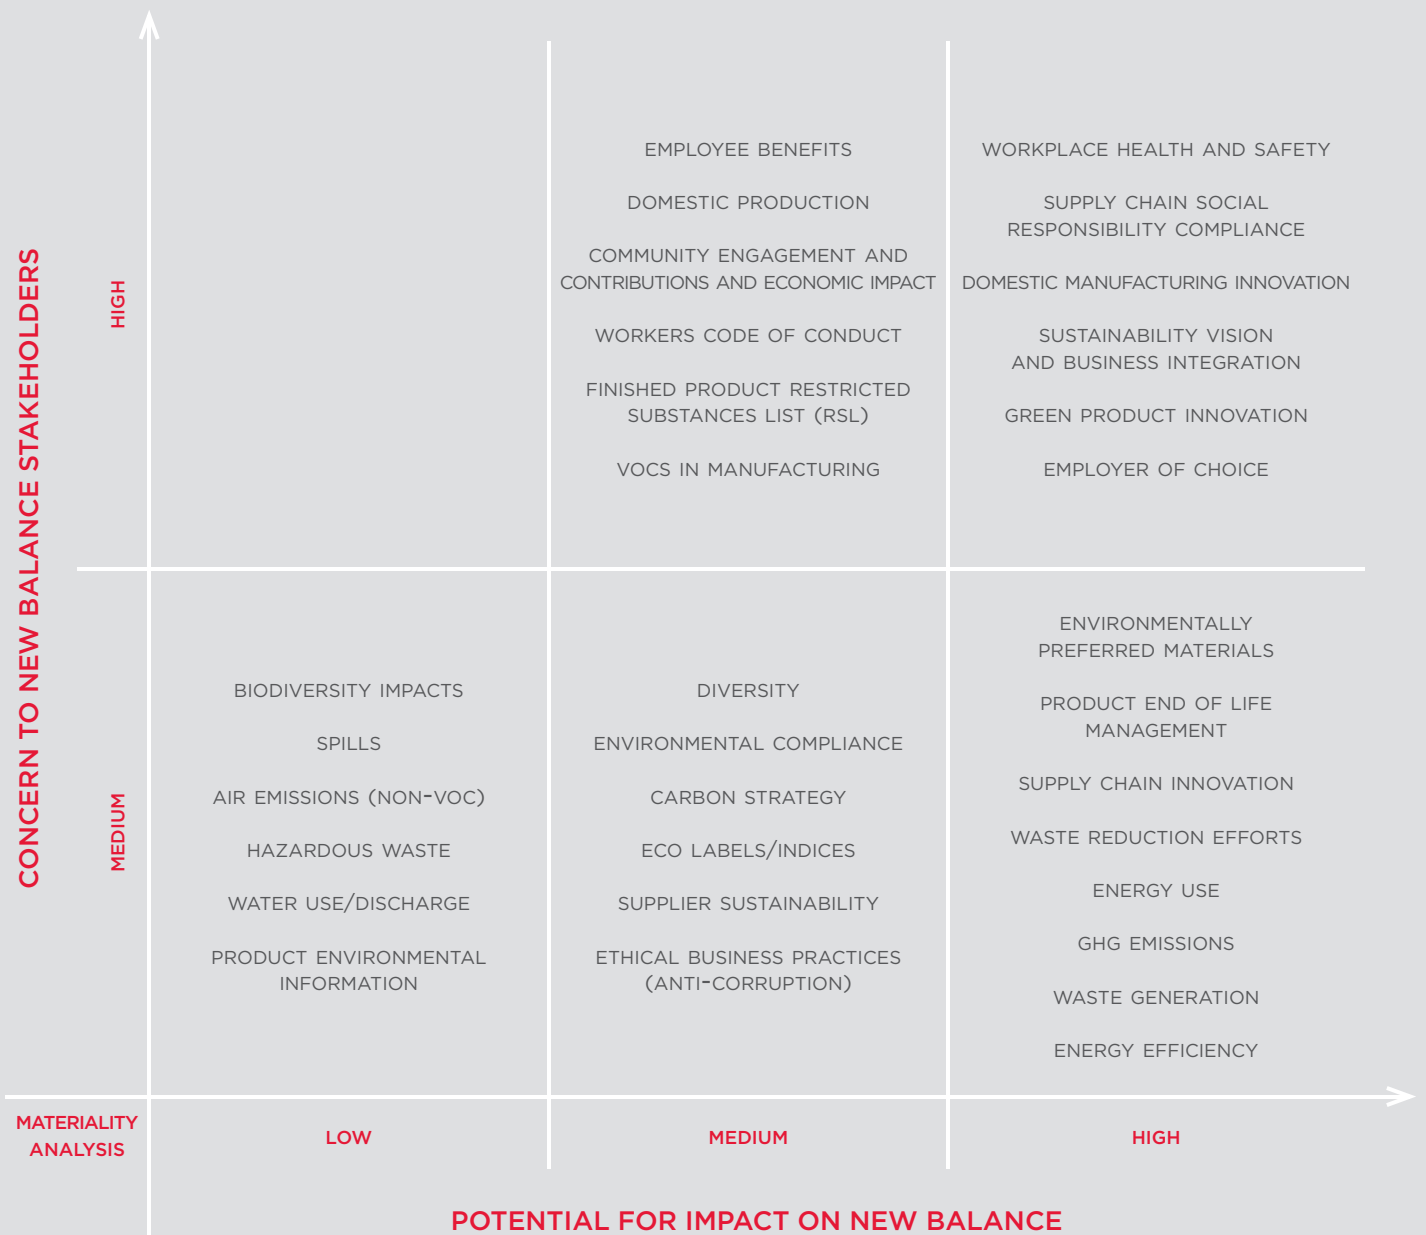 CONCERN TO NEW BALANCE STAKEHOLDERS
HIGH
EMPLOYEE BENEFITS
DOMESTIC PRODUCTION
COMMUNITY ENGAGEMENT AND
CONTRIBUTIONS AND ECONOMIC IMPACT
WORKERS CODE OF CONDUCT
FINISHED PRODUCT RESTRICTED
SUBSTANCES LIST (RSL)
VOCS IN MANUFACTURING
WORKPLACE HEALTH AND SAFETY
SUPPLY CHAIN SOCIAL
RESPONSIBILITY COMPLIANCE
DOMESTIC MANUFACTURING INNOVATION
SUSTAINABILITY VISION
AND BUSINESS INTEGRATION
GREEN PRODUCT INNOVATION
EMPLOYER OF CHOICE
MEDIUM
BIODIVERSITY IMPACTS
SPILLS
AIR EMISSIONS (NON-VOC)
HAZARDOUS WASTE
WATER USE/DISCHARGE
PRODUCT ENVIRONMENTAL
INFORMATION
DIVERSITY
ENVIRONMENTAL COMPLIANCE
CARBON STRATEGY
ECO LABELS/INDICES
SUPPLIER SUSTAINABILITY
ETHICAL BUSINESS PRACTICES
(ANTI-CORRUPTION)
ENVIRONMENTALLY
PREFERRED MATERIALS
PRODUCT END OF LIFE
MANAGEMENT
SUPPLY CHAIN INNOVATION
WASTE REDUCTION EFFORTS
ENERGY USE
GHG EMISSIONS
WASTE GENERATION
ENERGY EFFICIENCY
MATERIALITY
ANALYSIS
LOW
MEDIUM
HIGH
POTENTIAL FOR IMPACT ON NEW BALANCE